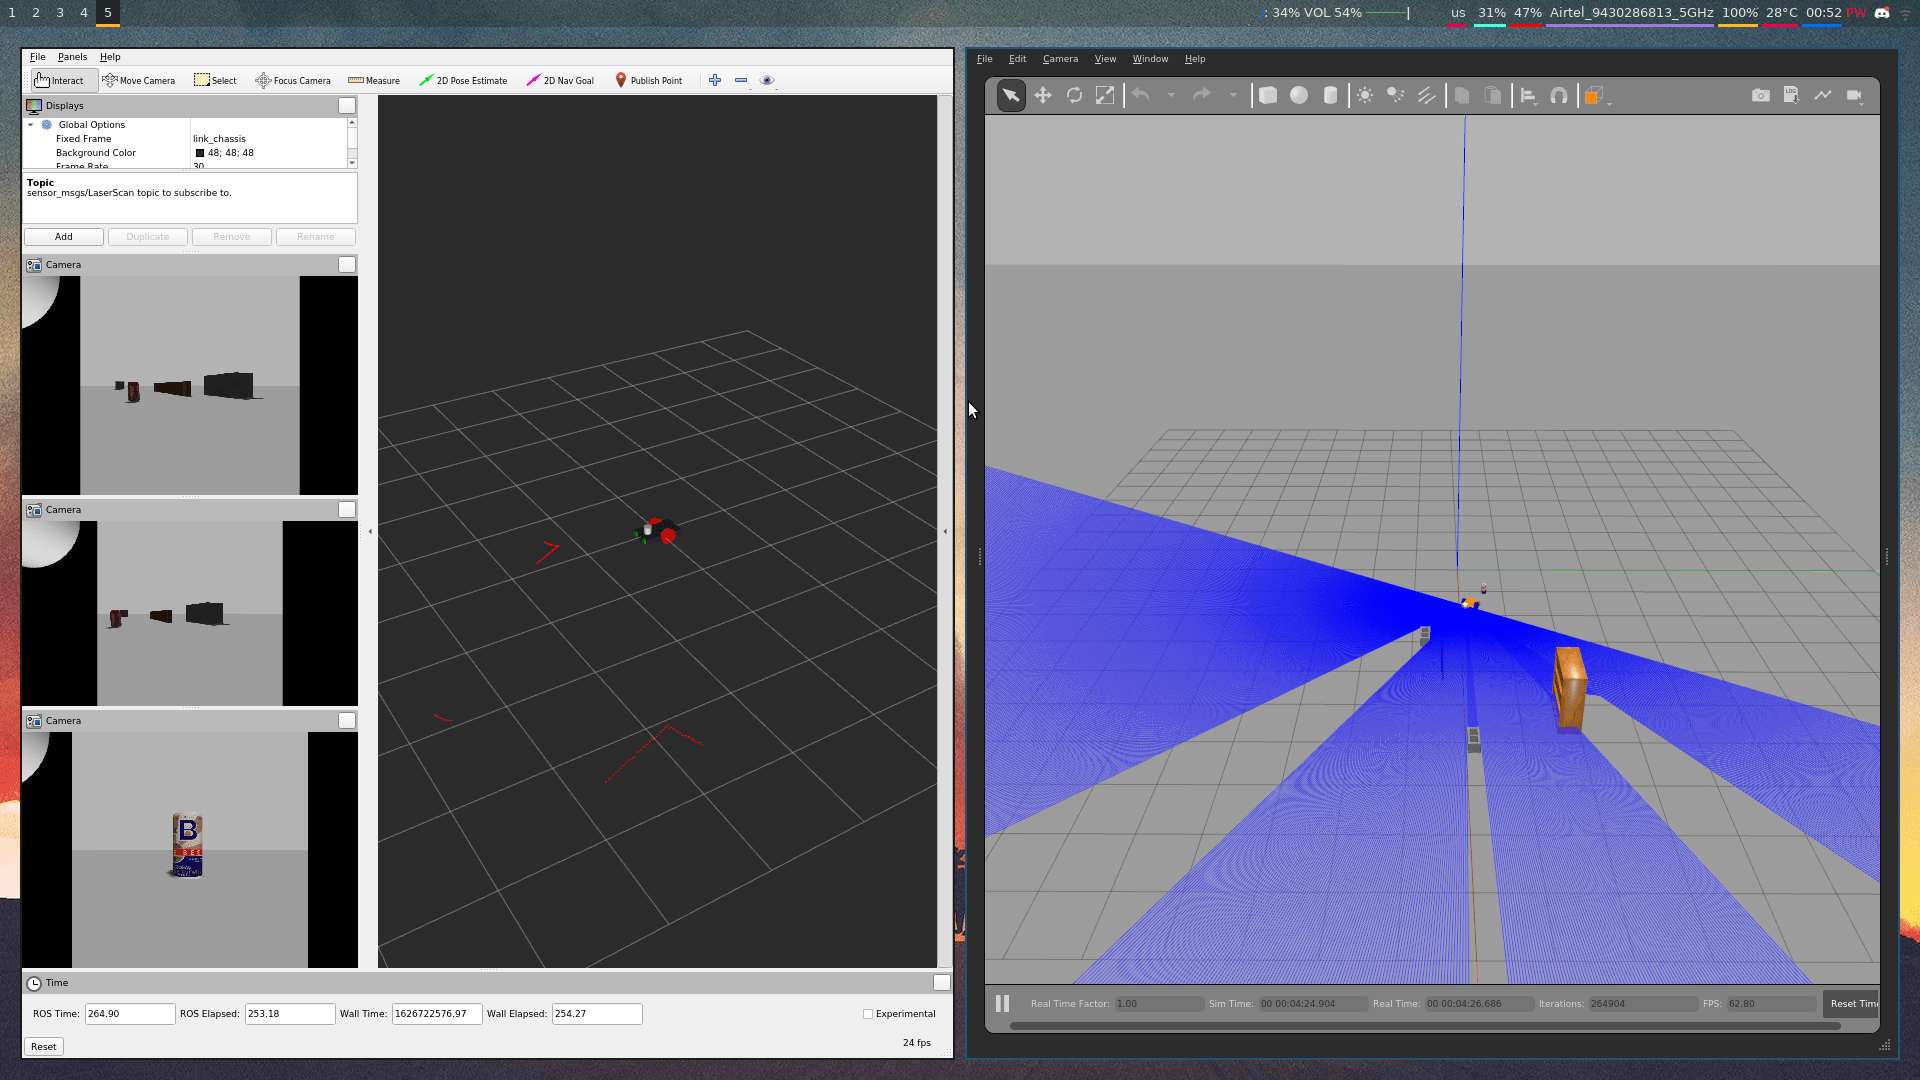 1 2 3 4 5
: 34% VOL 54% us 31% 47% Airtel_9430286813_5GHz 100% 28°C 00:52 PW
File Panels Help
Interact Move Camera Select Focus Camera Measure 2D Pose Estimate 2D Nav Goal Publish Point
Displays
Global Options
Fixed Frame link_chassis
Background Color 48; 48; 48
Frame Rate 30
Topic
sensor_msgs/LaserScan topic to subscribe to.
Add Duplicate Remove Rename
Camera
Camera
Camera
B
BEE
Time
ROS Time: 264.90 ROS Elapsed: 253.18 Wall Time: 1626722576.97 Wall Elapsed: 254.27 Experimental
Reset 24 fps
File Edit Camera View Window Help
LOG
Real Time Factor: 1.00 Sim Time: 00 00:04:24.904 Real Time: 00 00:04:26.686 Iterations: 264904 FPS: 62.80 Reset Time